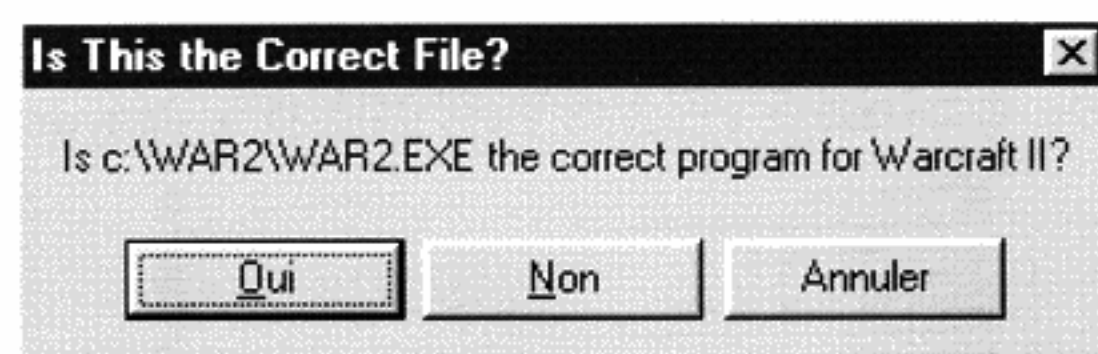 Is This the Correct File?
Is c:\WAR2\WAR2.EXE the correct program for Warcraft II?
Oui Non Annuler